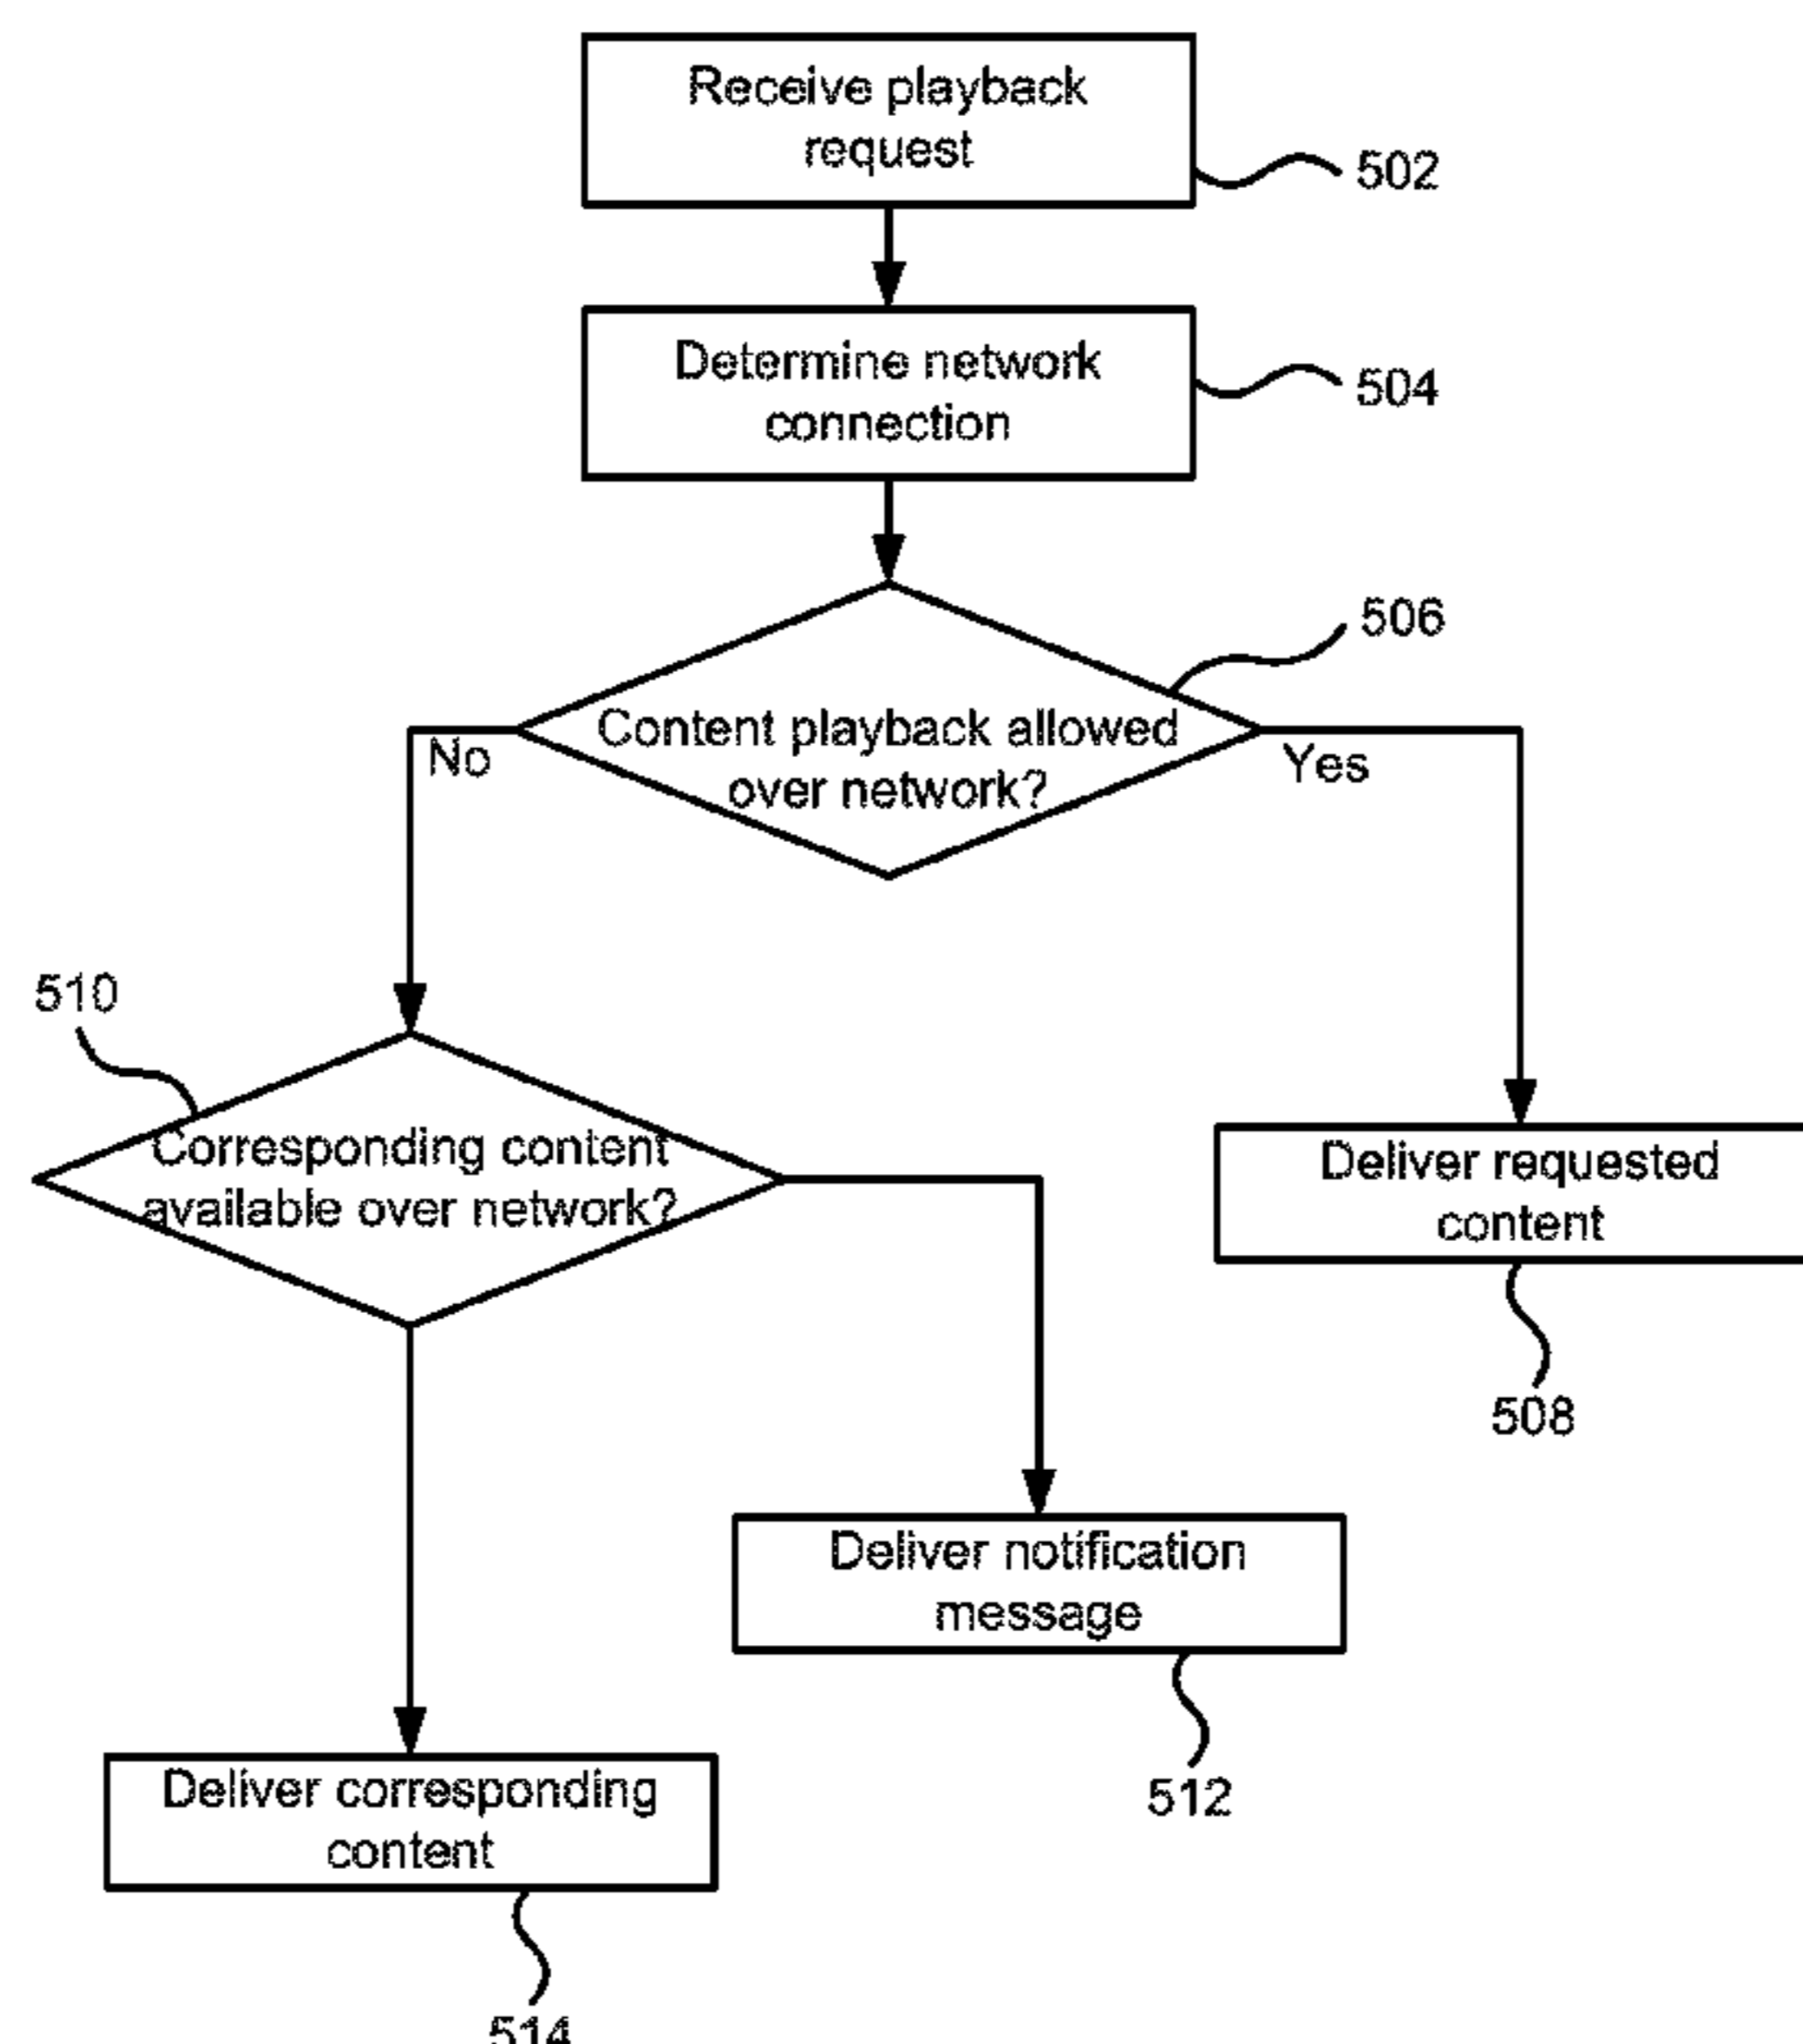 Receive playback
request
502
Determine network
connection
504
506
Content playback allowed
over network?
No
Yes
510
Corresponding content
available over network?
Deliver requested
content
508
Deliver notification
message
512
Deliver corresponding
content
514